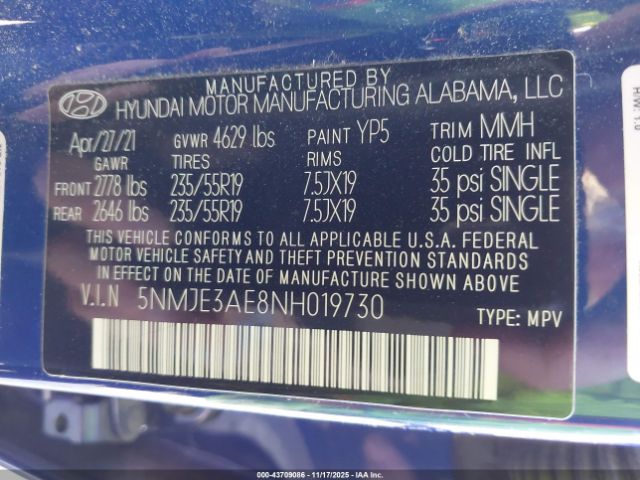 MANUFACTURED BY
HYUNDAI MOTOR MANUFACTURING ALABAMA, LLC
Apr/27/21 GVWR 4629 lbs PAINT YP5 TRIM MMH
GAWR TIRES RIMS COLD TIRE INFL
FRONT 2778 lbs 235/55R19 7.5JX19 35 psi SINGLE
REAR 2646 lbs 235/55R19 7.5JX19 35 psi SINGLE
THIS VEHICLE CONFORMS TO ALL APPLICABLE U.S.A. FEDERAL
MOTOR VEHICLE SAFETY AND THEFT PREVENTION STANDARDS
IN EFFECT ON THE DATE OF MANUFACTURE SHOWN ABOVE.
V.I.N 5NMJE3AE8NH019730
TYPE: MPV
H/W: 1.0
000-43709086 - 11/17/2025 - IAA Inc.